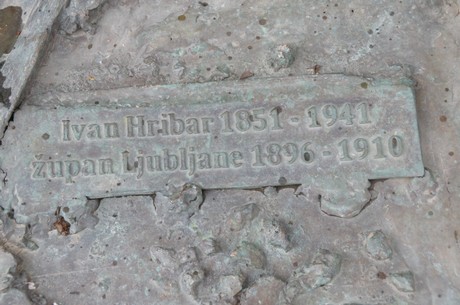 Ivan Hribar 1851 - 1941
župan Ljubljane 1896 - 1910